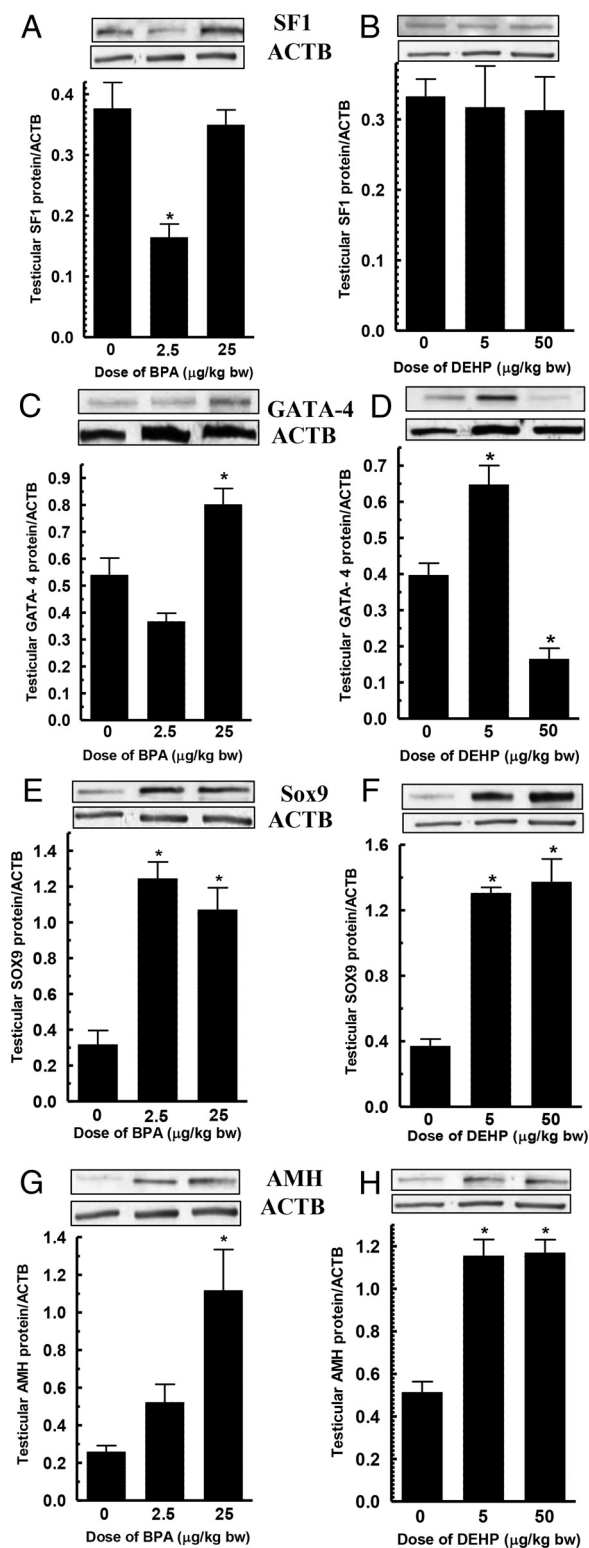 A
SF1
ACTB
Testicular SF1 protein/ACTB
0.4
0.3
0.2
0.1
0.0
*
0 2.5 25
Dose of BPA (µg/kg bw)
B
Testicular SF1 protein/ACTB
0.3
0.2
0.1
0.0
0 5 50
Dose of DEHP (µg/kg bw)
C
GATA-4
ACTB
Testicular GATA- 4 protein/ACTB
0.9
0.8
0.7
0.6
0.5
0.4
0.3
0.2
0.1
0.0
*
0 2.5 25
Dose of BPA (µg/kg bw)
D
Testicular GATA- 4 protein/ACTB
0.7
0.6
0.5
0.4
0.3
0.2
0.1
0.0
*
*
0 5 50
Dose of DEHP (µg/kg bw)
E
Sox9
ACTB
Testicular SOX9 protein/ACTB
1.4
1.2
1.0
0.8
0.6
0.4
0.2
0.0
*
*
0 2.5 25
Dose of BPA (µg/kg bw)
F
Testicular SOX9 protein/ACTB
1.6
1.2
0.8
0.4
0.0
*
*
0 5 50
Dose of DEHP (µg/kg bw)
G
AMH
ACTB
Testicular AMH protein/ACTB
1.4
1.2
1.0
0.8
0.6
0.4
0.2
0.0
*
0 2.5 25
Dose of BPA (µg/kg bw)
H
Testicular AMH protein/ACTB
1.2
1.0
0.8
0.6
0.4
0.2
0.0
*
*
0 5 50
Dose of DEHP (µg/kg bw)